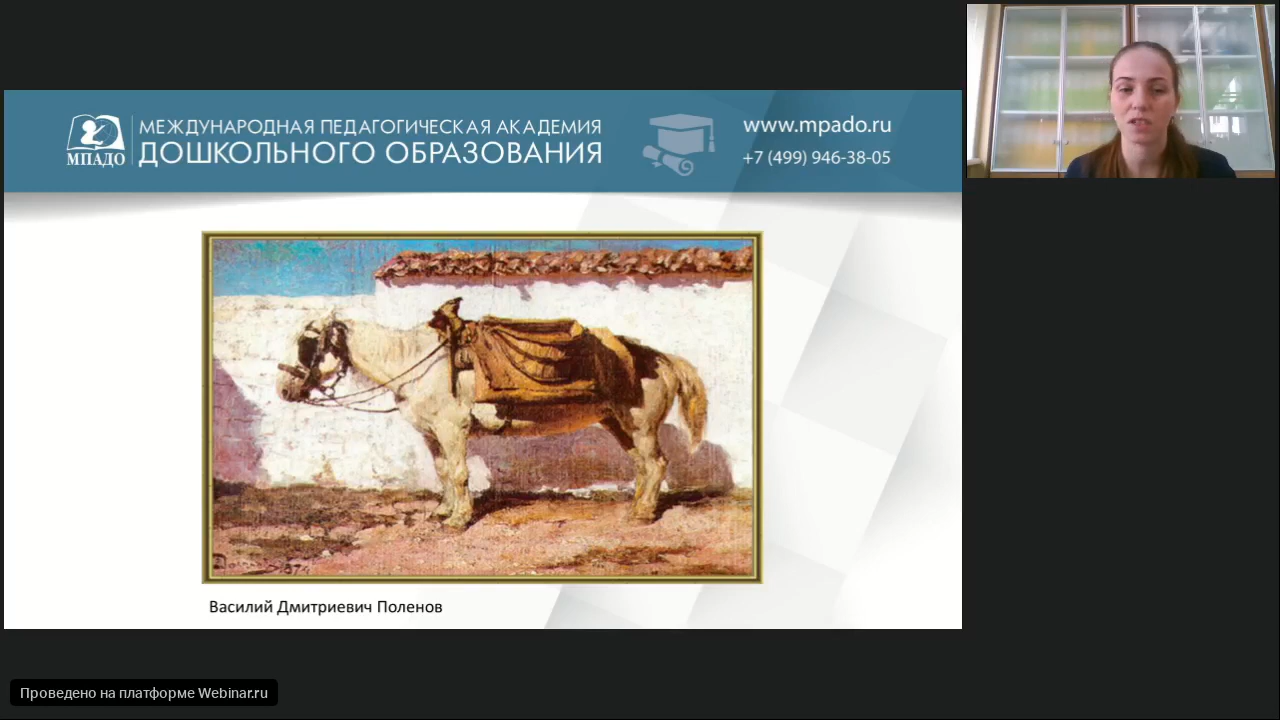 МПАДО
МЕЖДУНАРОДНАЯ ПЕДАГОГИЧЕСКАЯ АКАДЕМИЯ
ДОШКОЛЬНОГО ОБРАЗОВАНИЯ
www.mpado.ru
+7 (499) 946-38-05
Василий Дмитриевич Поленов
Проведено на платформе Webinar.ru